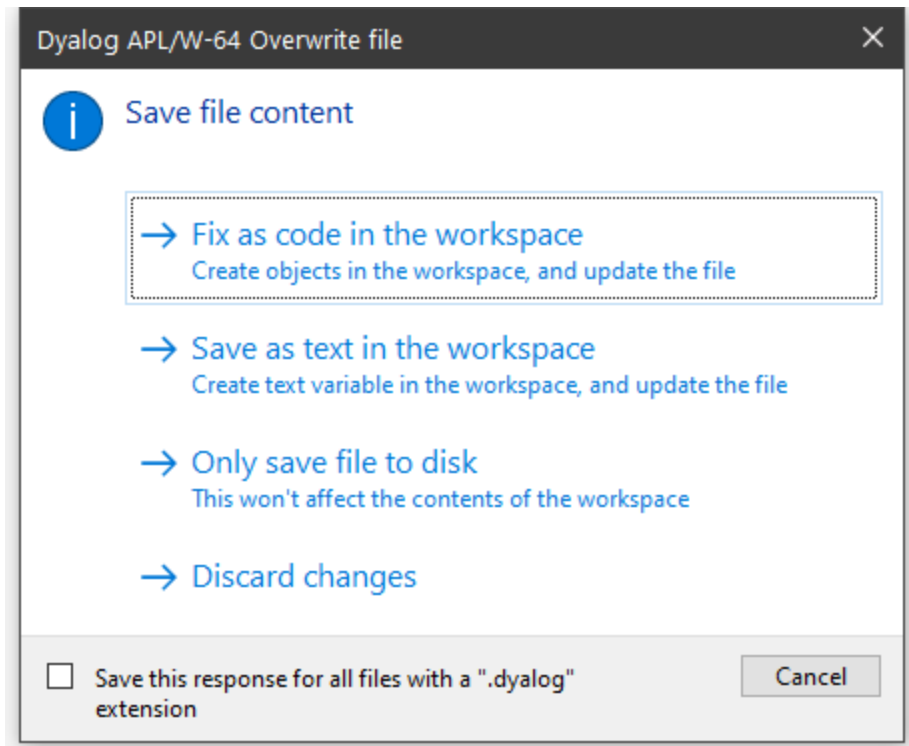 Dyalog APL/W-64 Overwrite file
Save file content
Fix as code in the workspace
Create objects in the workspace, and update the file
Save as text in the workspace
Create text variable in the workspace, and update the file
Only save file to disk
This won't affect the contents of the workspace
Discard changes
Save this response for all files with a ".dyalog"
extension
Cancel